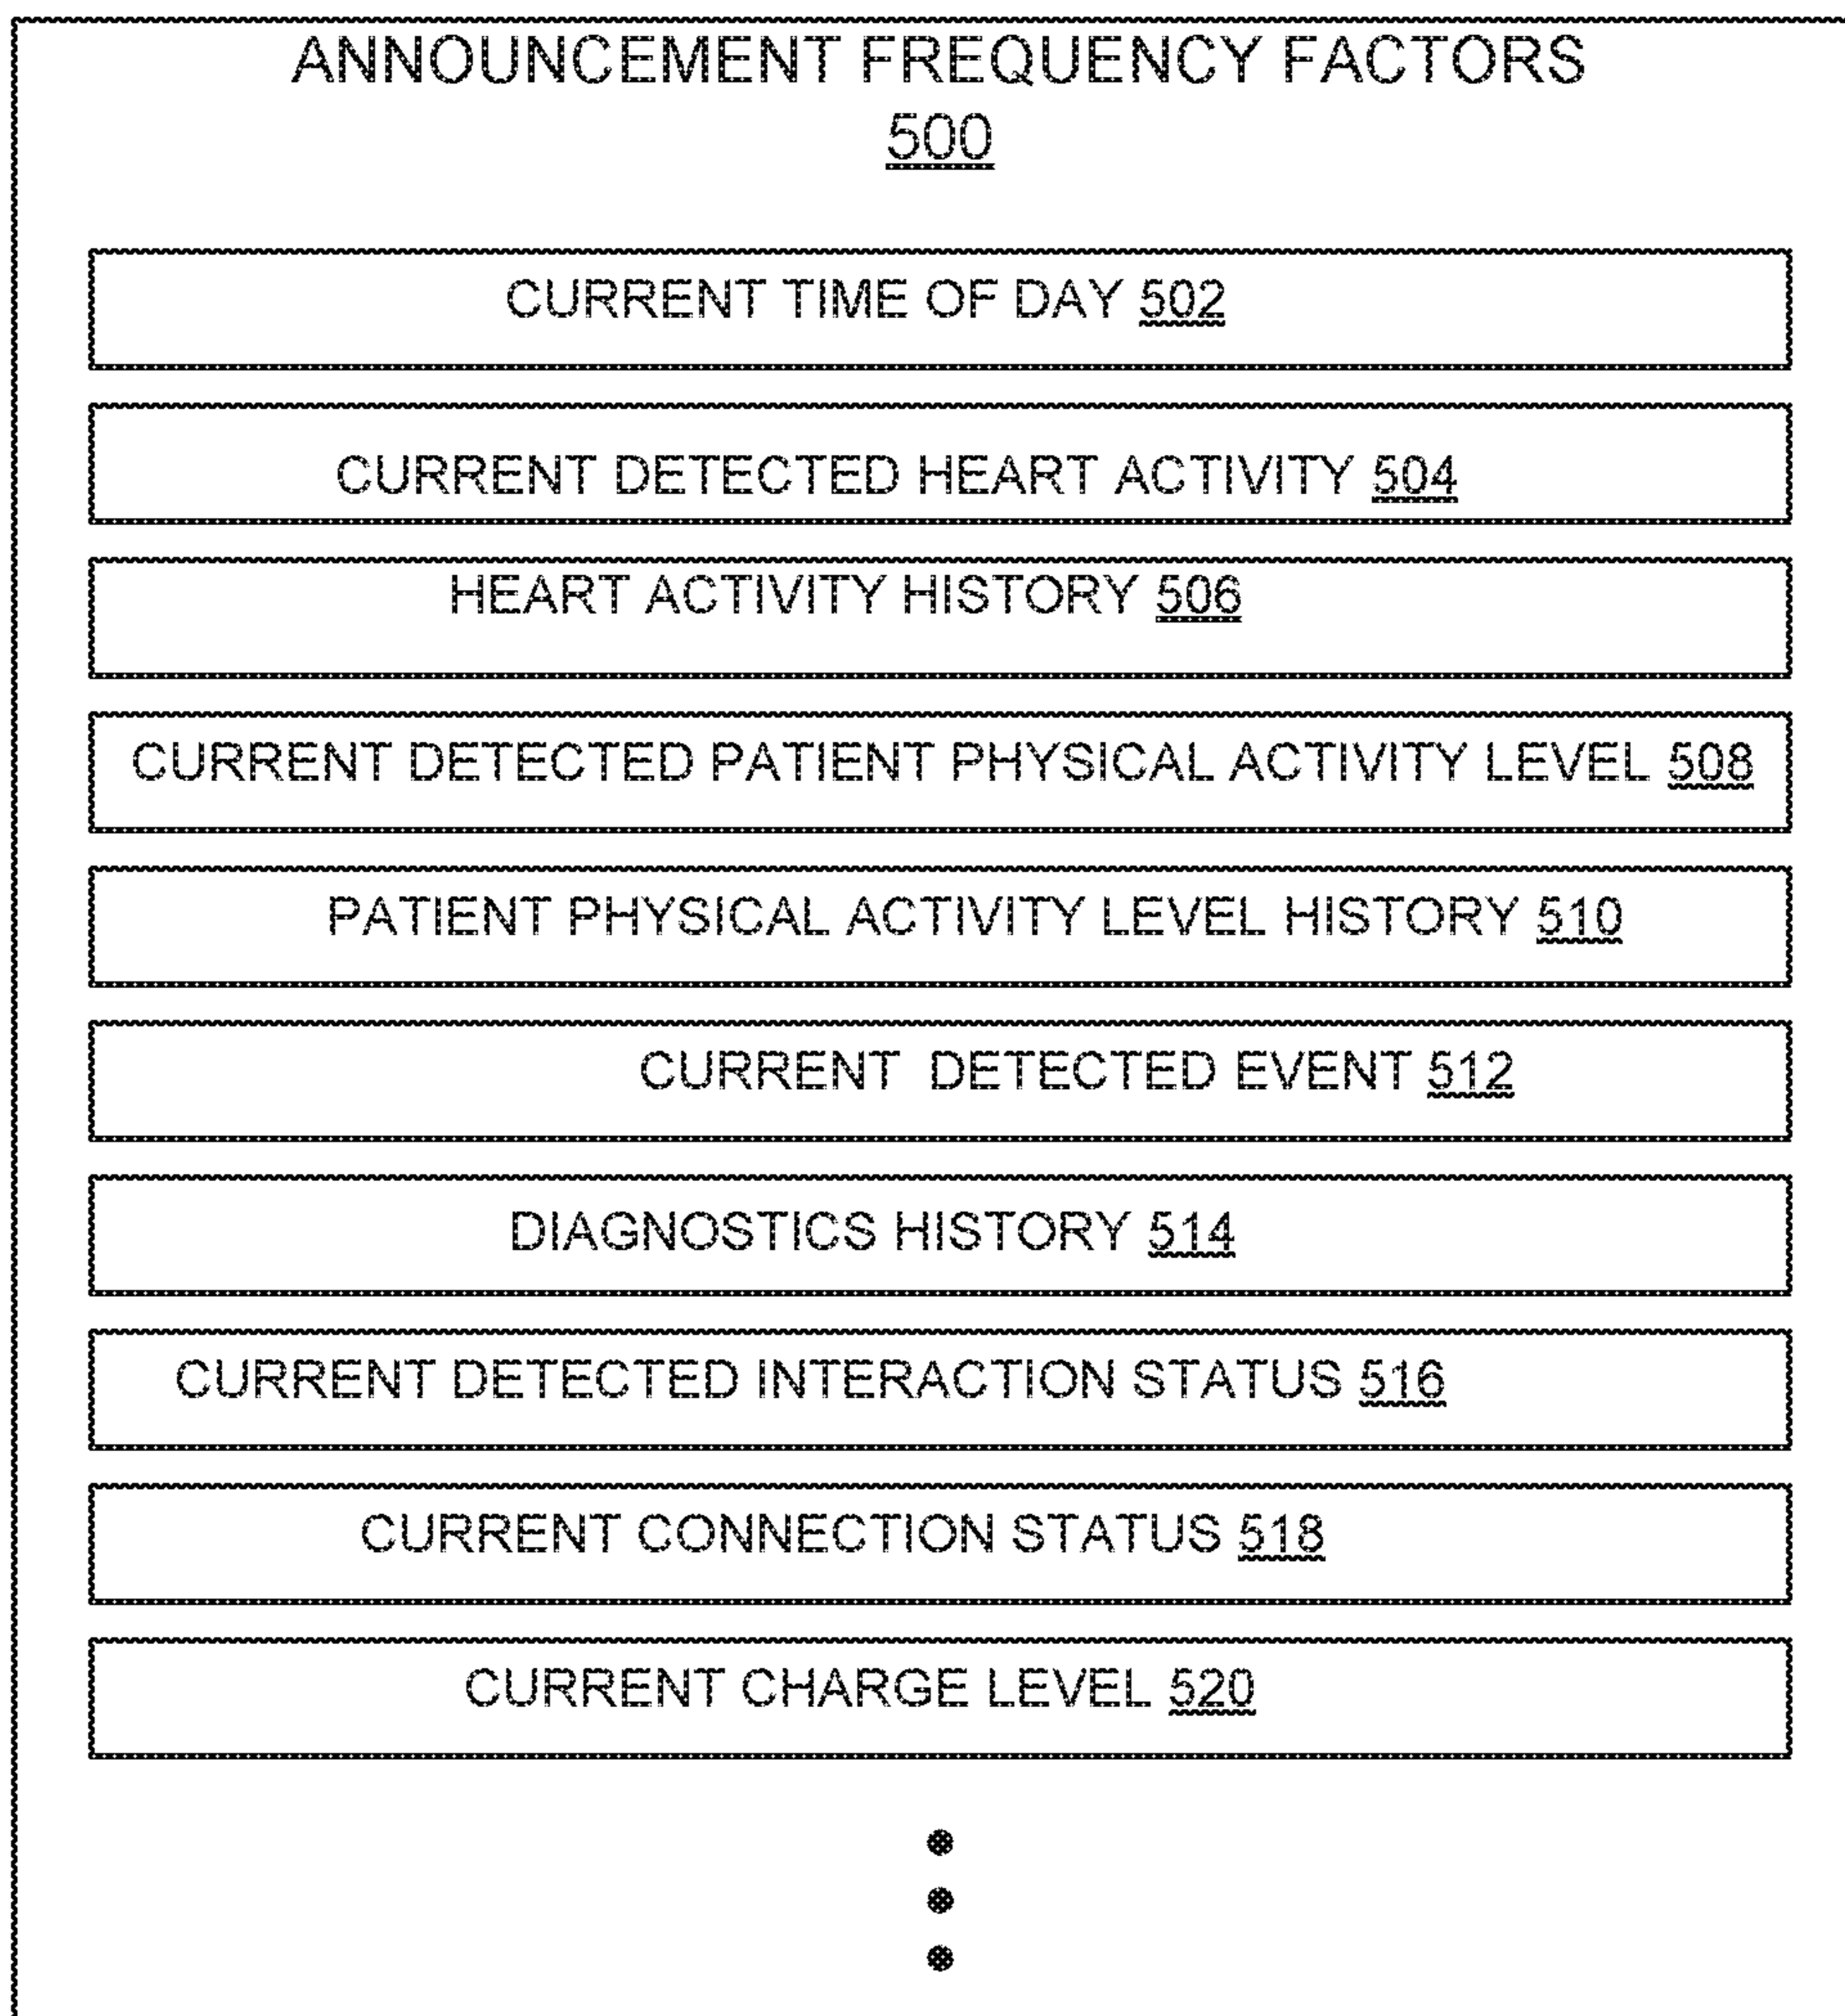 ANNOUNCEMENT FREQUENCY FACTORS
500
CURRENT TIME OF DAY 502
CURRENT DETECTED HEART ACTIVITY 504
HEART ACTIVITY HISTORY 506
CURRENT DETECTED PATIENT PHYSICAL ACTIVITY LEVEL 508
PATIENT PHYSICAL ACTIVITY LEVEL HISTORY 510
CURRENT DETECTED EVENT 512
DIAGNOSTICS HISTORY 514
CURRENT DETECTED INTERACTION STATUS 516
CURRENT CONNECTION STATUS 518
CURRENT CHARGE LEVEL 520